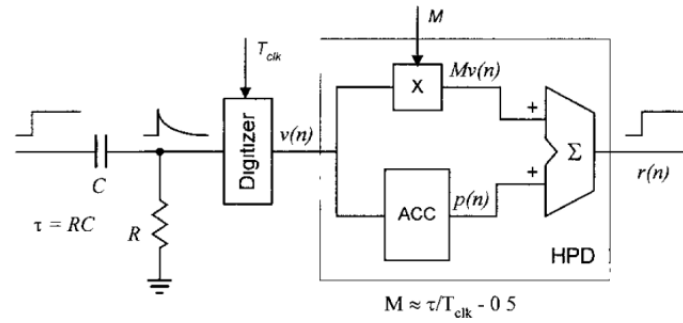 M
T_clk
Mv(n)
X
+
Digitizer
v(n)
Σ
+
r(n)
C
ACC
p(n)
τ = RC
R
HPD
M ≈ τ/T_clk - 0 5